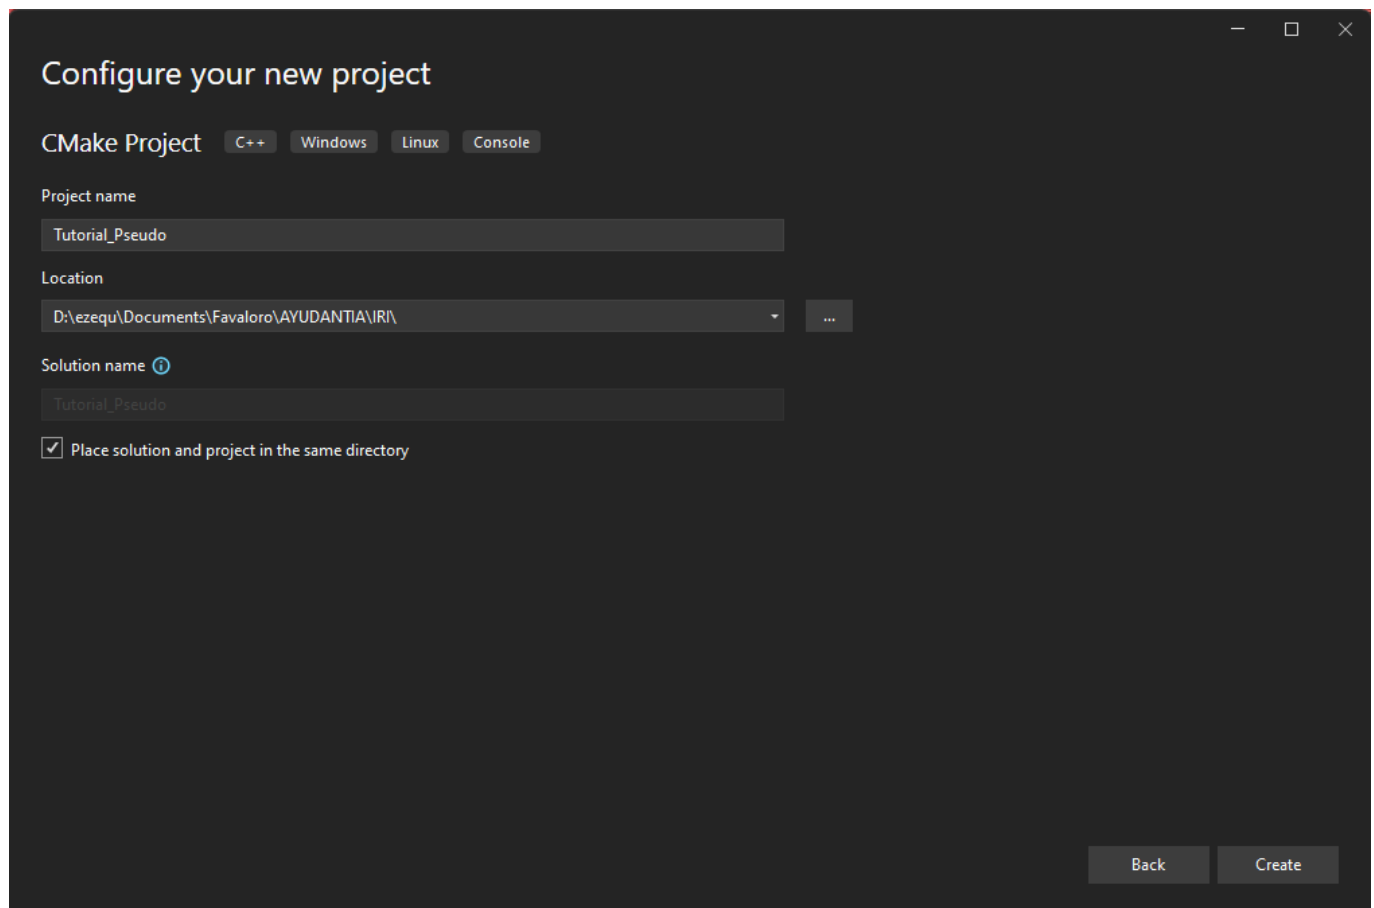 Configure your new project
CMake Project C++ Windows Linux Console
Project name
Tutorial_Pseudo
Location
D:\ezequ\Documents\Favaloro\AYUDANTIA\IRI\
...
Solution name
Tutorial_Pseudo
Place solution and project in the same directory
Back Create